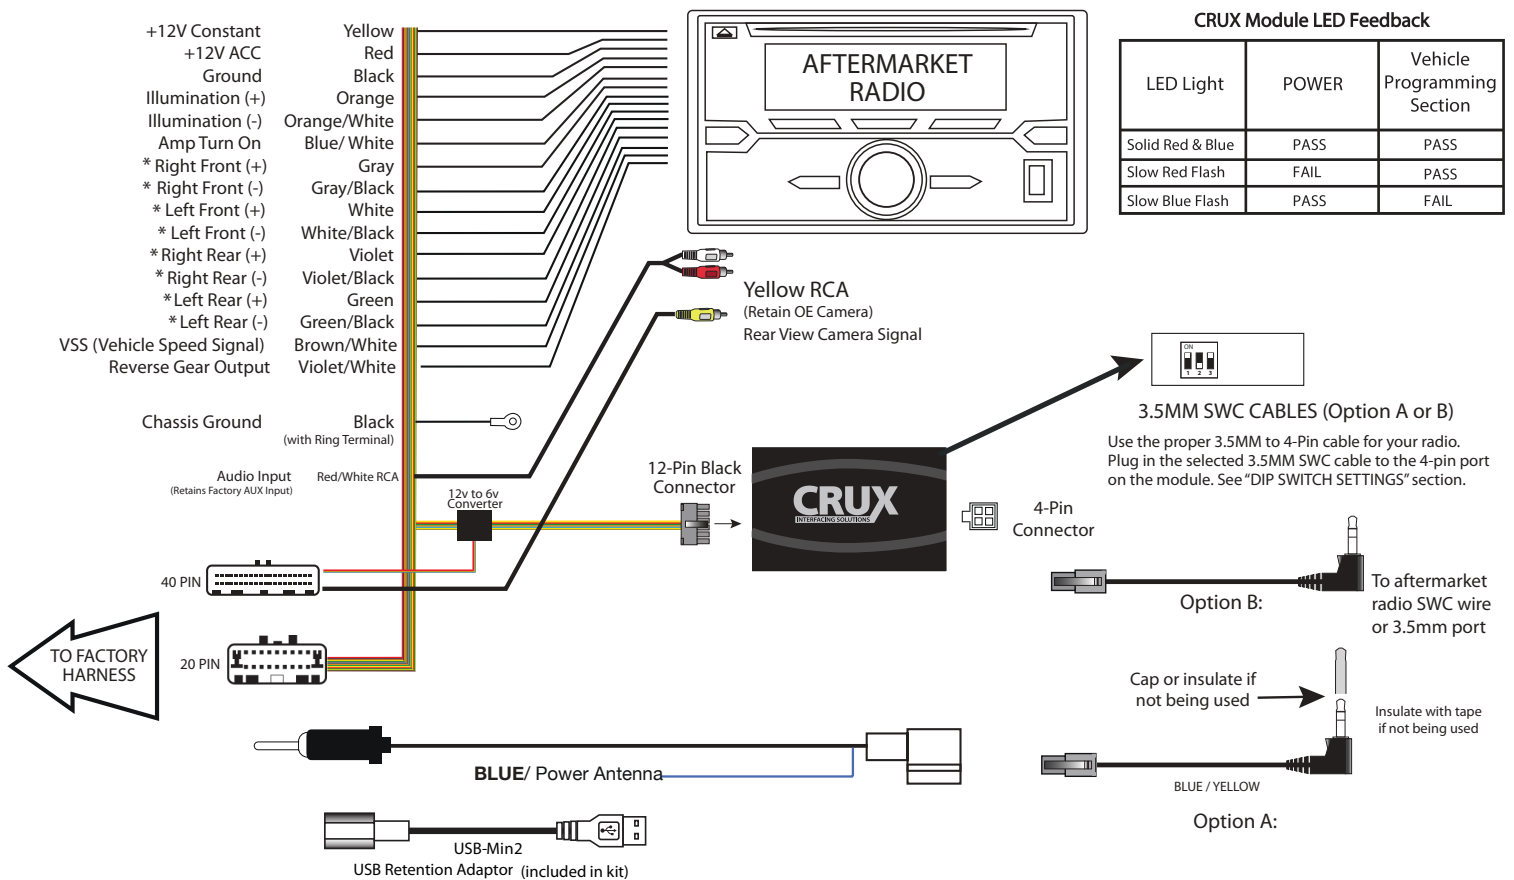 +12V Constant Yellow
+12V ACC Red
Ground Black
Illumination (+) Orange
Illumination (-) Orange/White
Amp Turn On Blue/ White
* Right Front (+) Gray
* Right Front (-) Gray/Black
* Left Front (+) White
* Left Front (-) White/Black
* Right Rear (+) Violet
* Right Rear (-) Violet/Black
* Left Rear (+) Green
* Left Rear (-) Green/Black
VSS (Vehicle Speed Signal) Brown/White
Reverse Gear Output Violet/White
Chassis Ground Black
(with Ring Terminal)
Audio Input Red/White RCA
(Retains Factory AUX Input)
AFTERMARKET
RADIO
CRUX Module LED Feedback
LED Light POWER Vehicle
Programming
Section
Solid Red & Blue PASS PASS
Slow Red Flash FAIL PASS
Slow Blue Flash PASS FAIL
Yellow RCA
(Retain OE Camera)
Rear View Camera Signal
ON
1 2 3
3.5MM SWC CABLES (Option A or B)
Use the proper 3.5MM to 4-Pin cable for your radio.
Plug in the selected 3.5MM SWC cable to the 4-pin port
on the module. See “DIP SWITCH SETTINGS” section.
12v to 6v
Converter
12-Pin Black
Connector
CRUX
INTERFACING SOLUTIONS
4-Pin
Connector
40 PIN
20 PIN
TO FACTORY
HARNESS
Option B:
To aftermarket
radio SWC wire
or 3.5mm port
Cap or insulate if
not being used
Insulate with tape
if not being used
BLUE / YELLOW
Option A:
BLUE/ Power Antenna
USB-Min2
USB Retention Adaptor (included in kit)